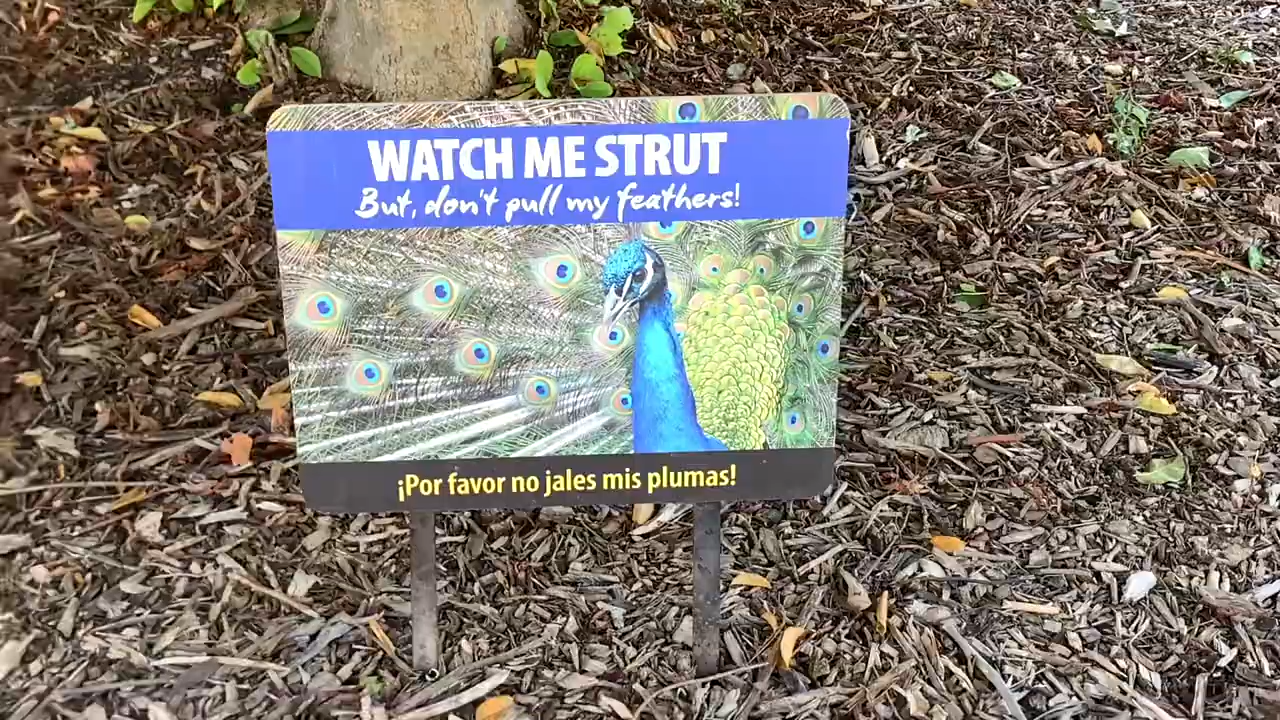 WATCH ME STRUT
But, don't pull my feathers!
¡Por favor no jales mis plumas!